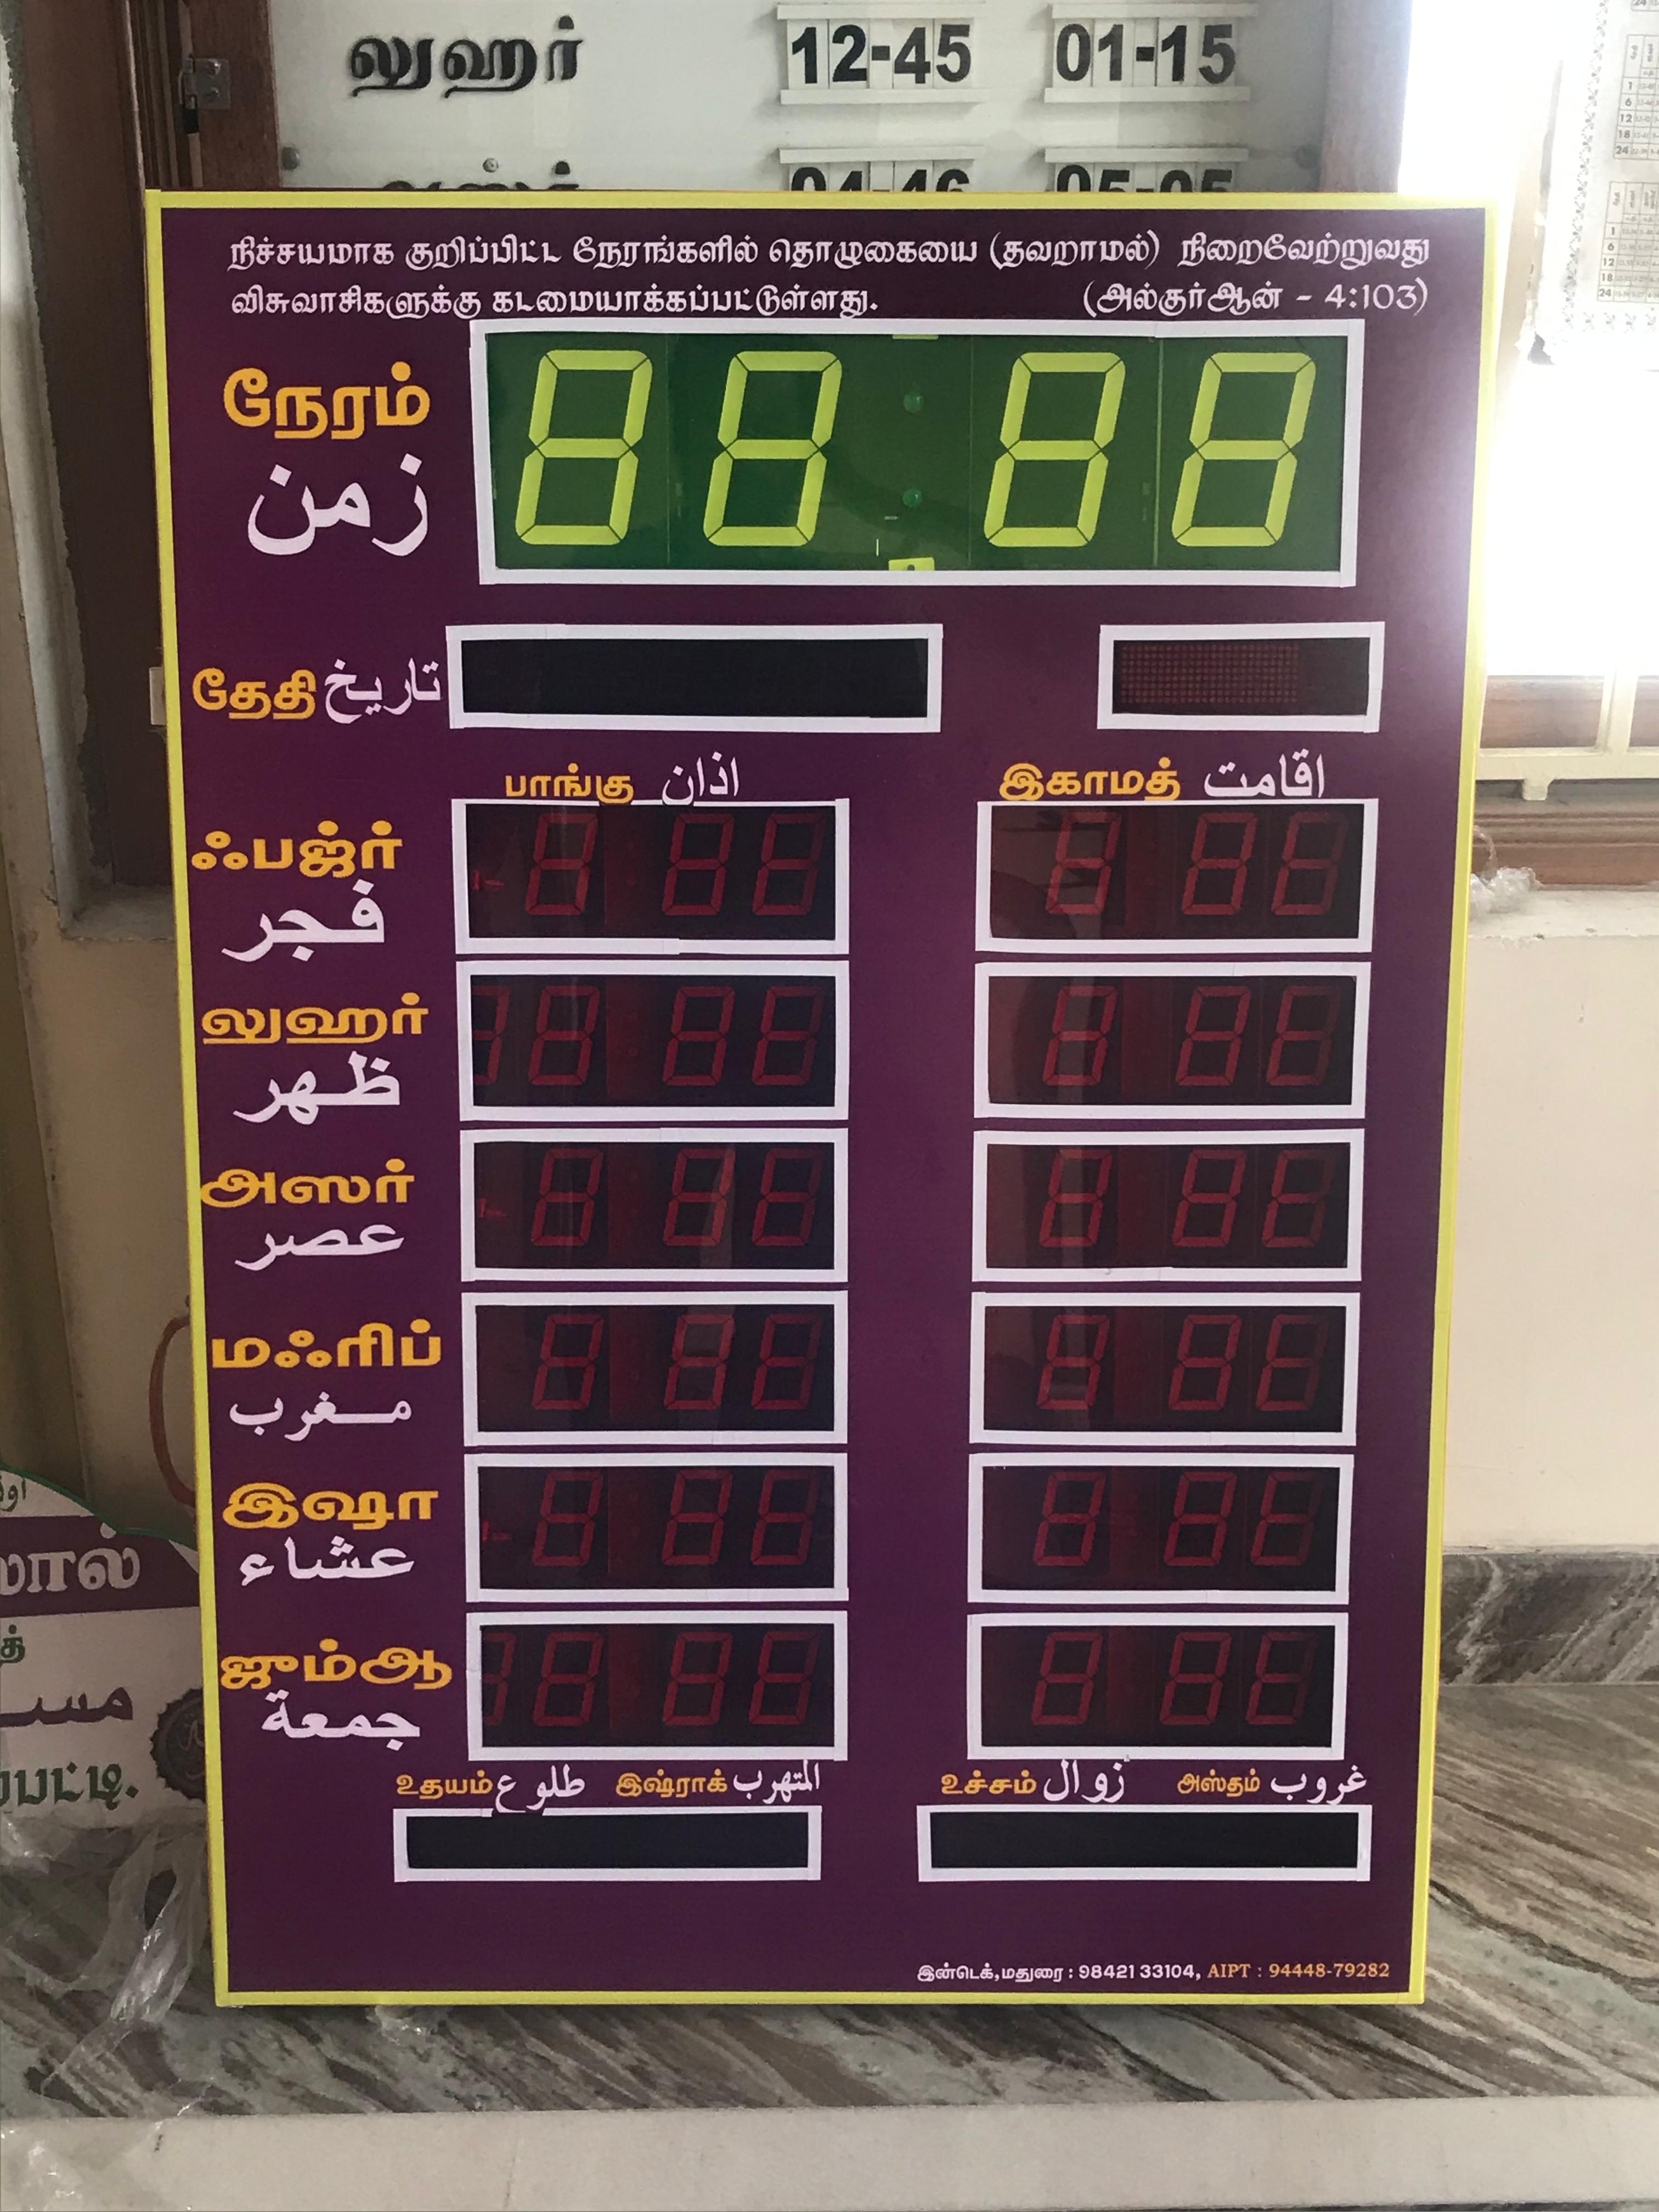 லுஹர் 12-45 01-15
நிச்சயமாக குறிப்பிட்ட நேரங்களில் தொழுகையை (தவறாமல்) நிறைவேற்றுவது
விசுவாசிகளுக்கு கடமையாக்கப்பட்டுள்ளது. (அல்குர்ஆன் - 4:103)
நேரம்
زمن
தேதி تاريخ
பாங்கு اذان இகாமத் اقامت
ஃபஜ்ர்
فجر
லுஹர்
ظهر
அஸர்
عصر
மஃரிப்
مغرب
இஷா
عشاء
ஜும்ஆ
جمعة
உதயம் طلوع இஷ்ராக் உச்சம் زوال அஸ்தம் غروب
இன்டெக்,மதுரை : 98421 33104, AIPT : 94448-79282